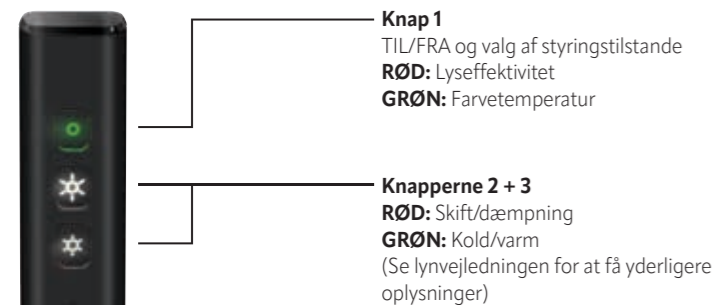 Knap 1
TIL/FRA og valg af styringstilstande
RØD: Lyseffektivitet
GRØN: Farvetemperatur
Knapperne 2 + 3
RØD: Skift/dæmpning
GRØN: Kold/varm
(Se lynvejledningen for at få yderligere
oplysninger)